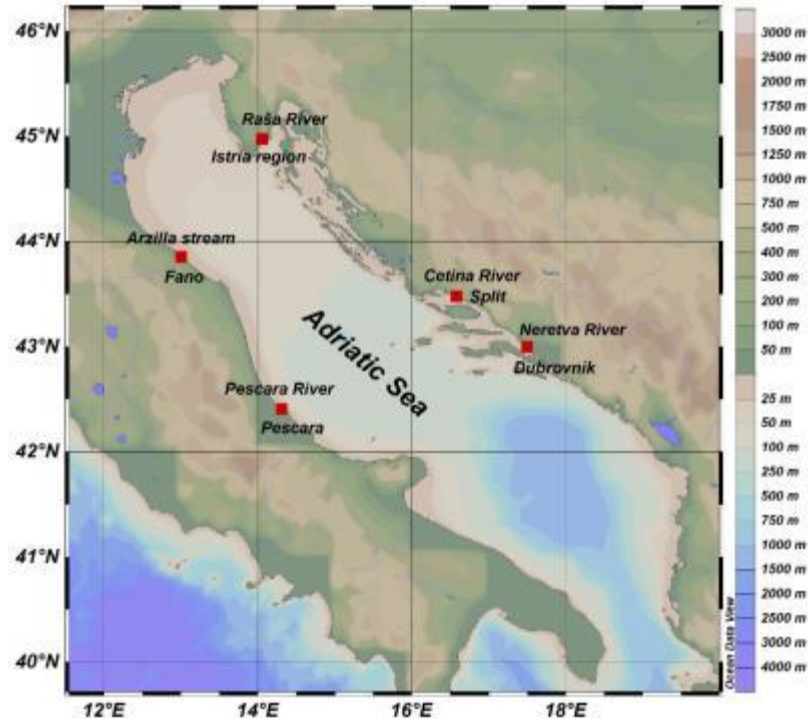 46°N
45°N
44°N
43°N
42°N
41°N
40°N
12°E
14°E
16°E
18°E
Raša River
Istria region
Arzilla stream
Fano
Cetina River
Split
Neretva River
Dubrovnik
Adriatic Sea
Pescara River
Pescara
3000 m
2500 m
2000 m
1750 m
1500 m
1250 m
1000 m
750 m
500 m
400 m
300 m
200 m
100 m
50 m
25 m
50 m
100 m
250 m
500 m
750 m
1000 m
1500 m
2000 m
3000 m
4000 m
Ocean Data View